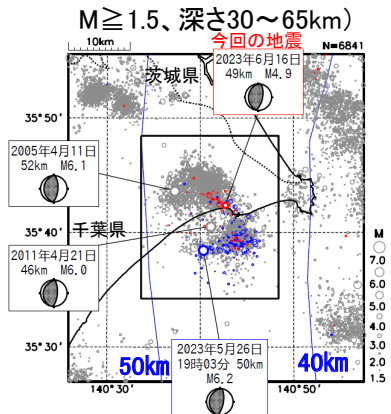 M≧1.5、深さ30～65km）
10km
今回の地震
N=6841
茨城県
2023年6月16日
49km M4.9
35°50'
2005年4月11日
52km M6.1
35°40'
千葉県
2011年4月21日
46km M6.0
M
7.0
6.0
5.0
4.0
3.0
2.0
1.5
35°30'
2023年5月26日
19時03分 50km
M6.2
50km
40km
140°30'
140°50'